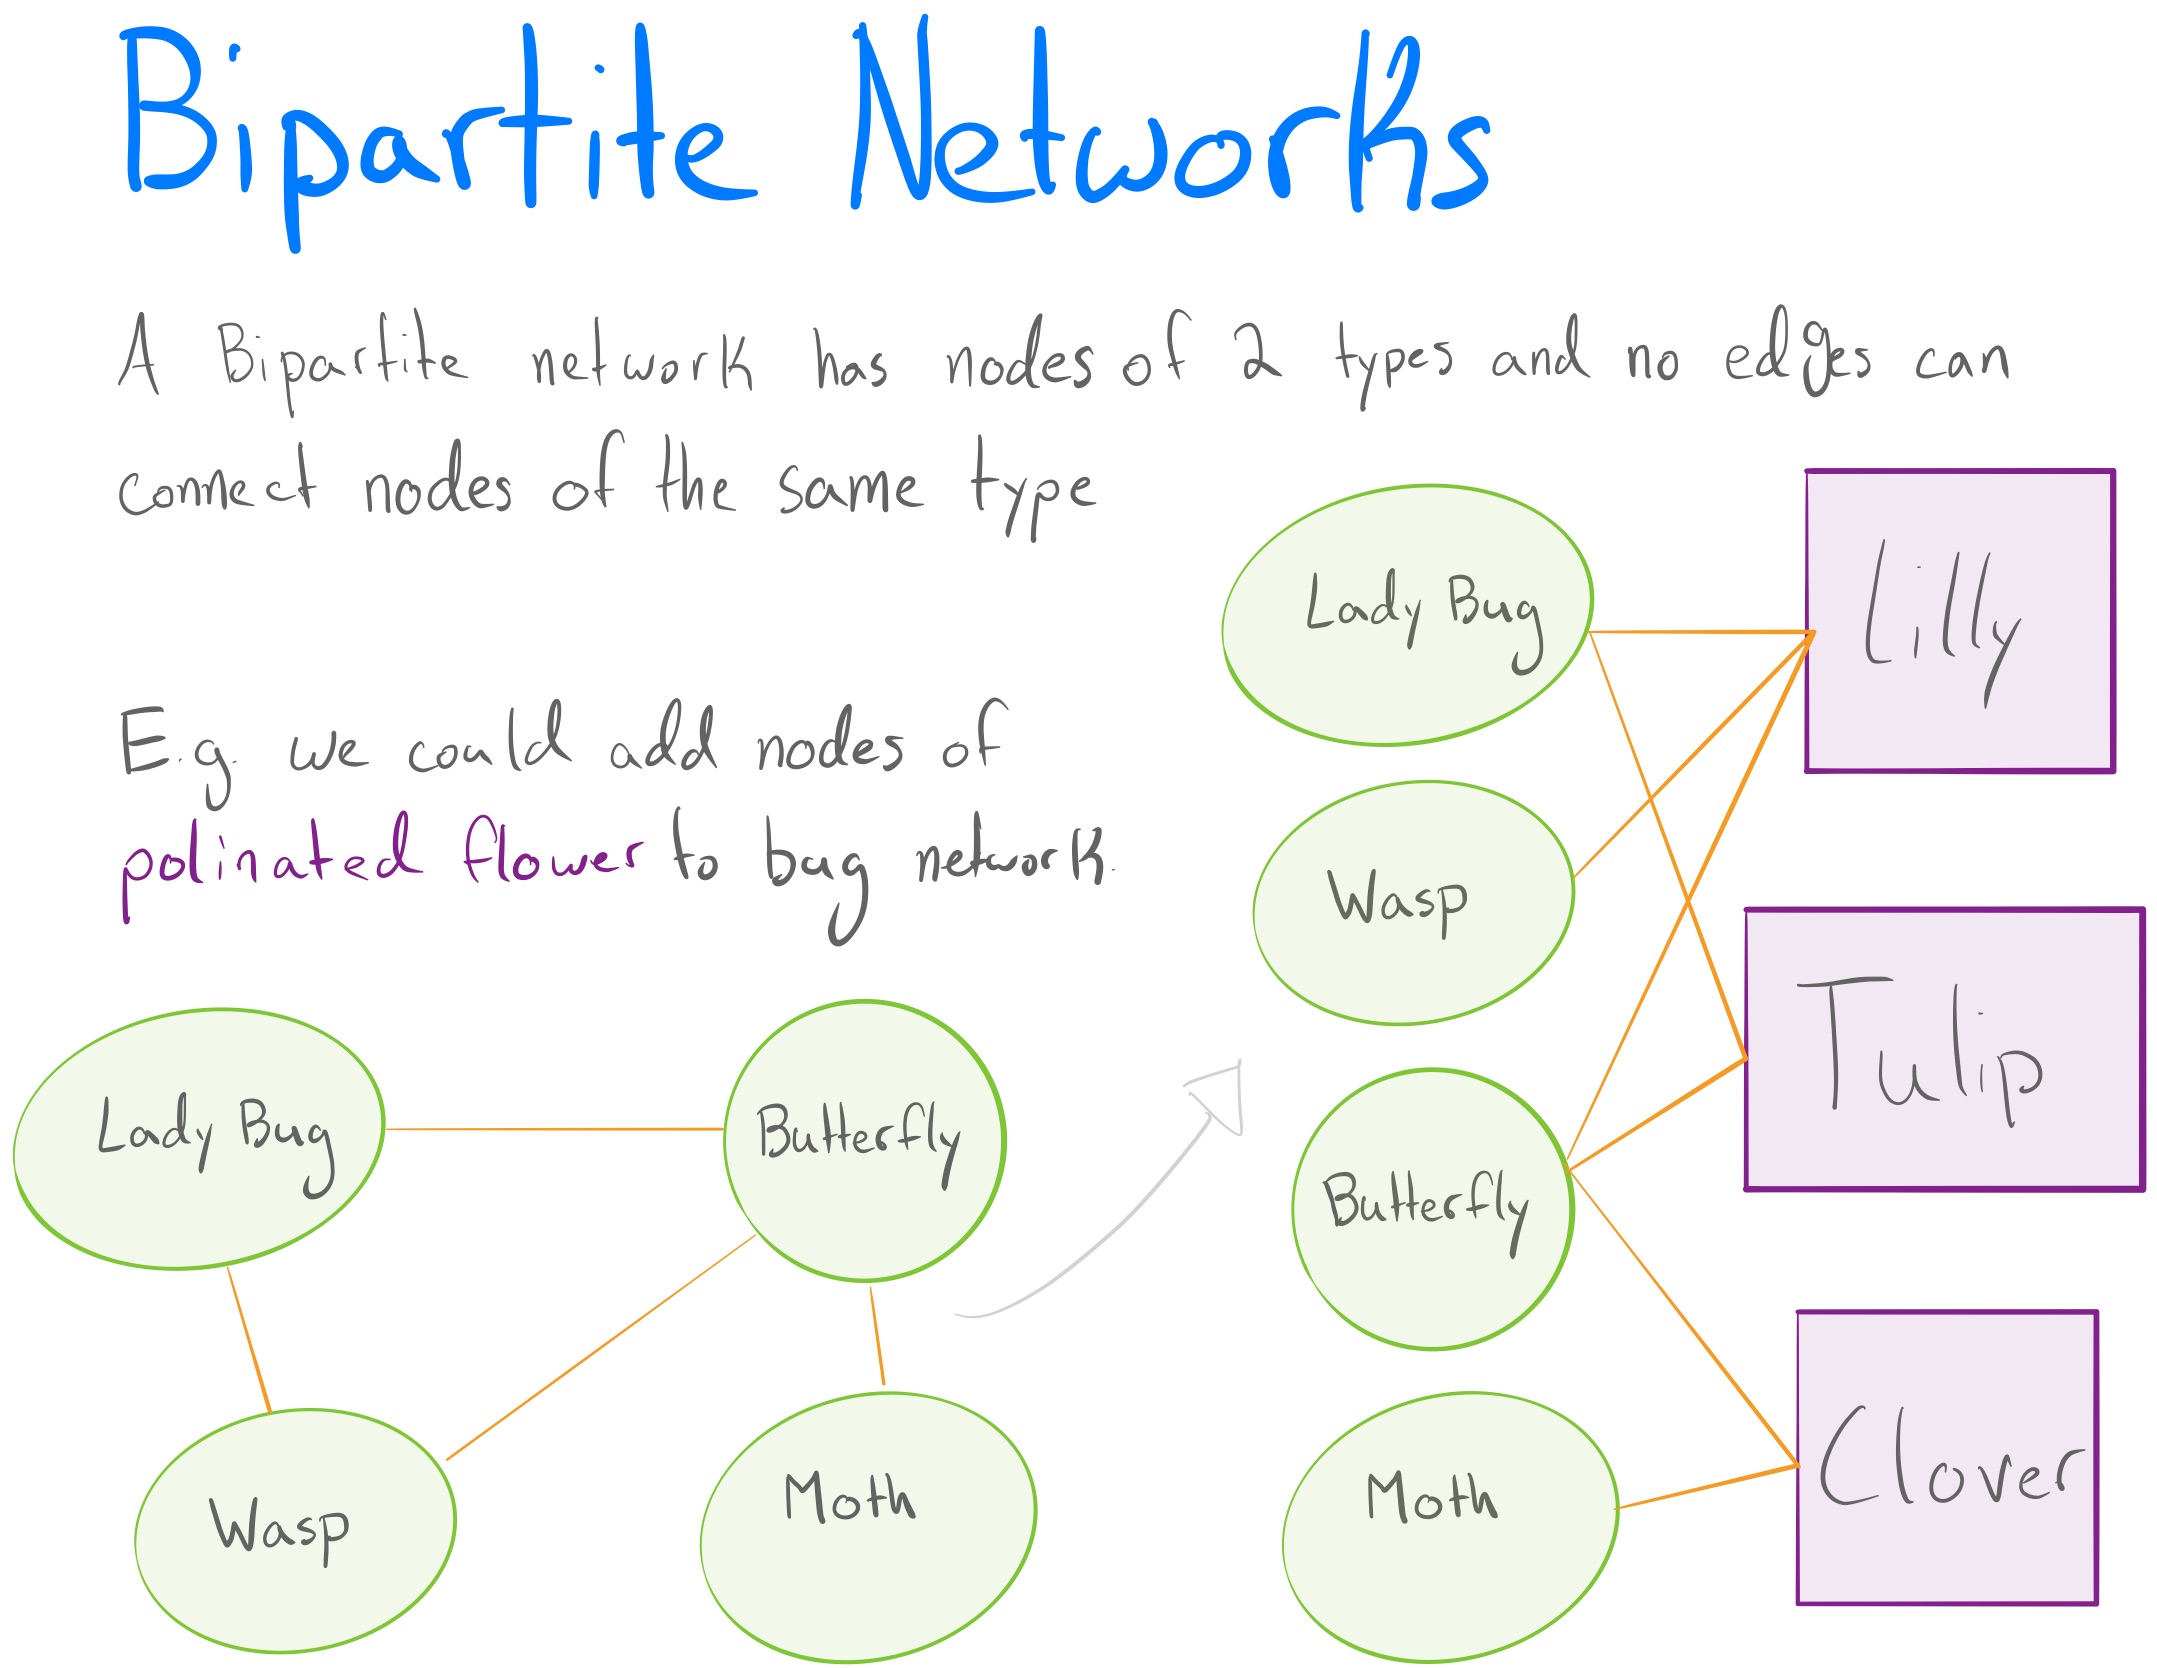 Bipartite Networks
A Bipartite network has nodes of 2 types and no edges can
connect nodes of the same type
E.g. we could add nodes of
polinated flower to bug network.
Lady Bug
Lilly
Wasp
Tulip
Butterfly
Moth
Clover
Lady Bug
Butterfly
Wasp
Moth